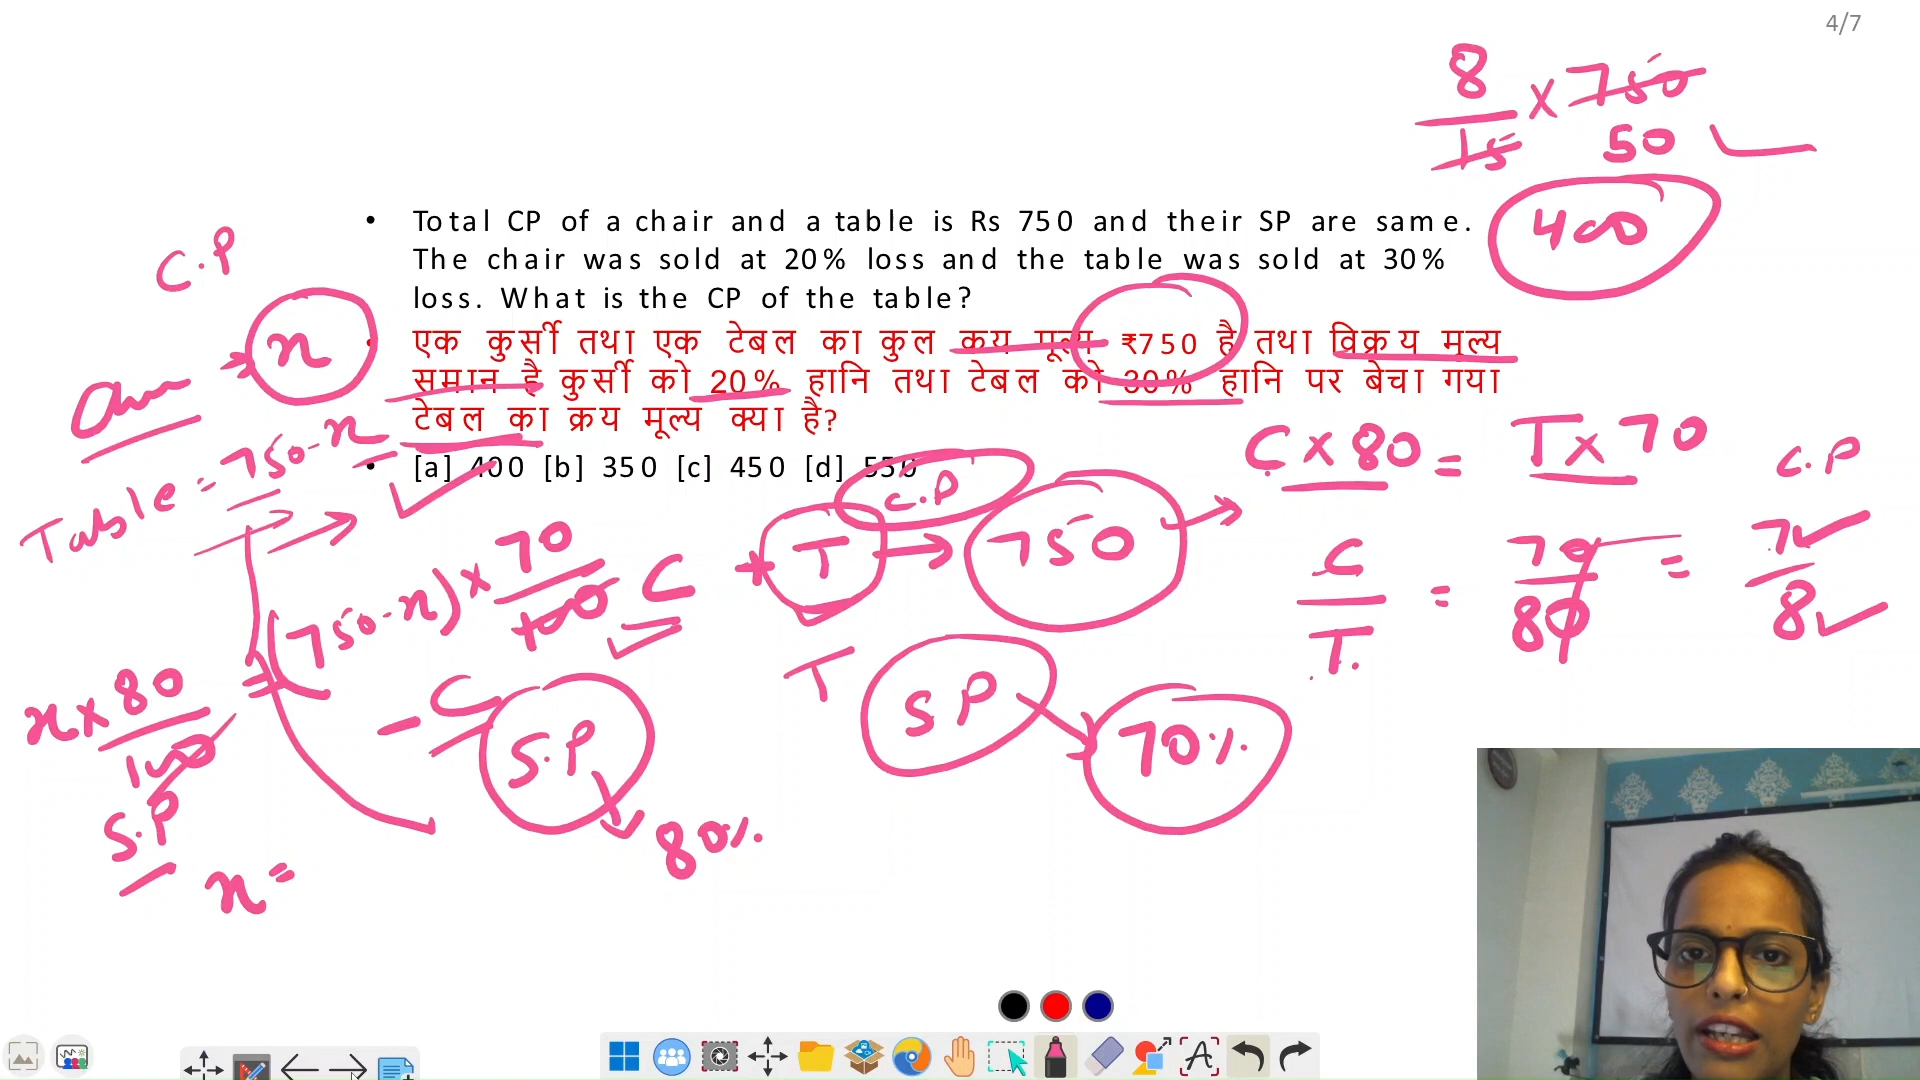 4/7
8/15 × 750
50
400
• Total CP of a chair and a table is Rs 750 and their SP are same.
The chair was sold at 20% loss and the table was sold at 30%
loss. What is the CP of the table?
• एक कुर्सी तथा एक टेबल का कुल क्रय मूल्य ₹750 है तथा विक्रय मूल्य
समान है कुर्सी को 20% हानि तथा टेबल को 30% हानि पर बेचा गया
टेबल का क्रय मूल्य क्या है?
• [a] 400 [b] 350 [c] 450 [d] 550
C.P
x
Table = 750-x
x × 80/100 = (750-x) × 70/100
S.P
x =
C + T → 750
C.P
C
S.P
80%
T
SP
70%
C × 80 = T × 70
C.P
C/T. = 70/80 = 7/8